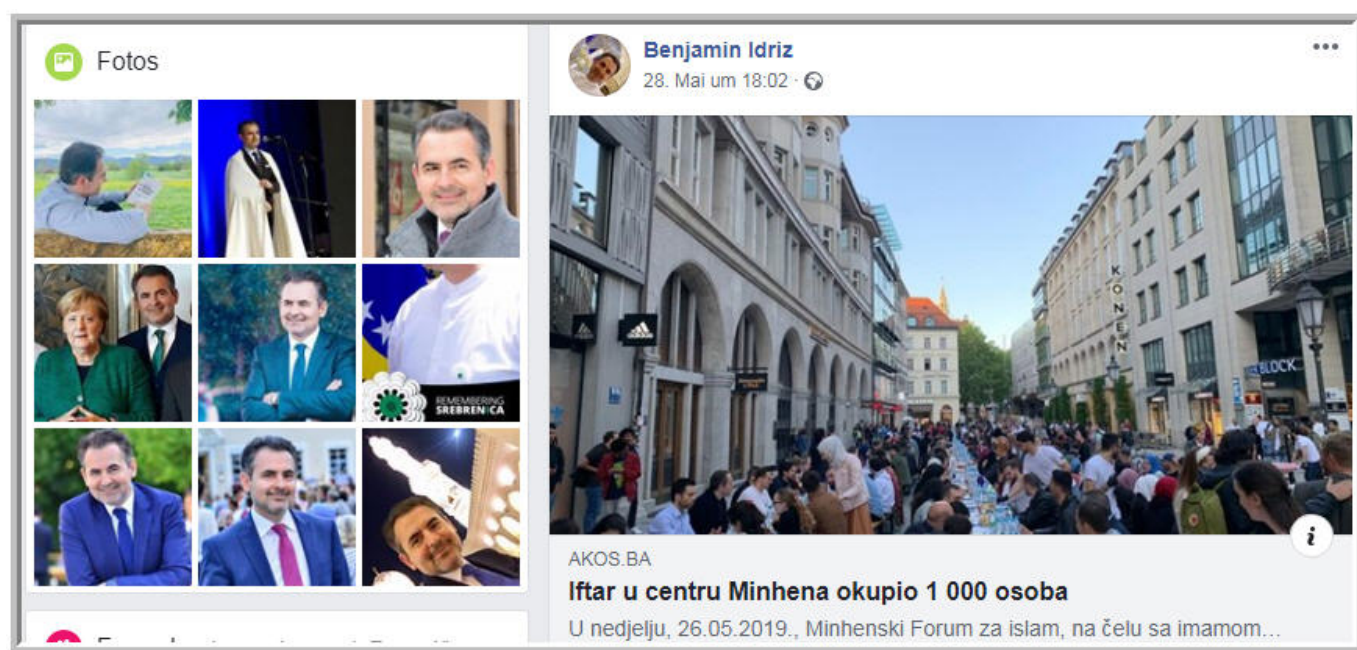 Fotos
REMEMBERING
SREBRENICA
Benjamin Idriz
28. Mai um 18:02 ·
KONEN
BLOCK
AKOS.BA
Iftar u centru Minhena okupio 1 000 osoba
U nedjelju, 26.05.2019., Minhenski Forum za islam, na čelu sa imamom…